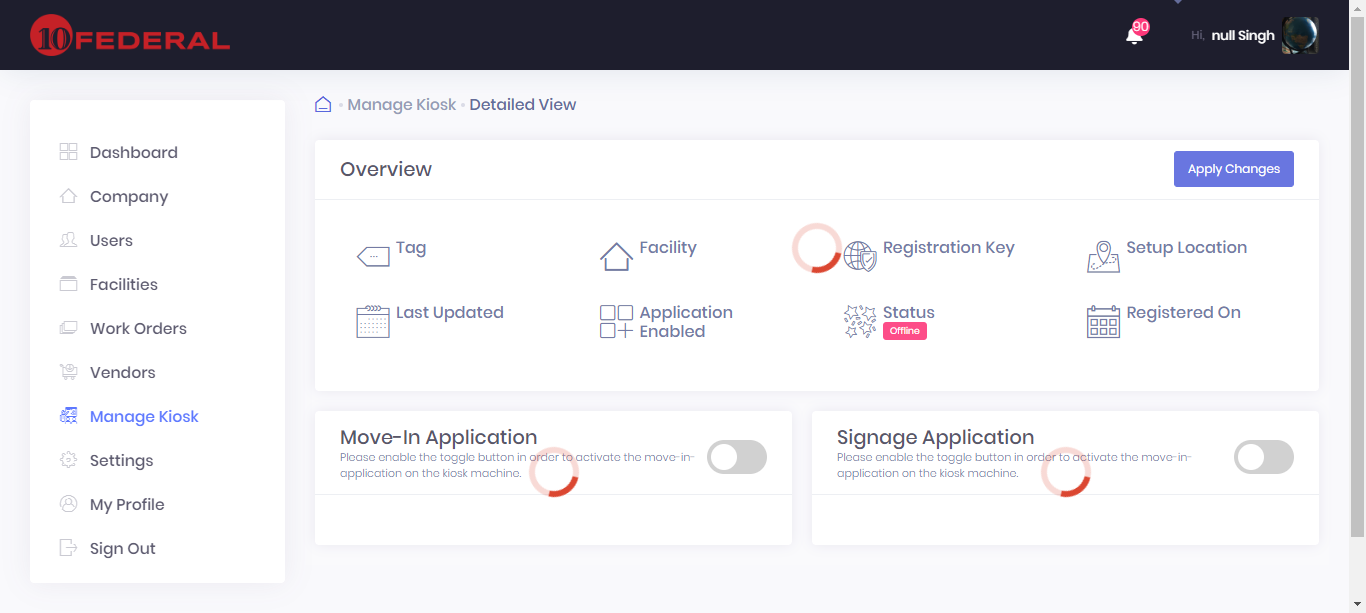 10 FEDERAL
90
Hi, null Singh
Manage Kiosk • Detailed View
Dashboard
Company
Users
Facilities
Work Orders
Vendors
Manage Kiosk
Settings
My Profile
Sign Out
Overview
Apply Changes
Tag
Facility
Registration Key
Setup Location
Last Updated
Application
Enabled
Status
Offline
Registered On
Move-In Application
Please enable the toggle button in order to activate the move-in-
application on the kiosk machine.
Signage Application
Please enable the toggle button in order to activate the move-in-
application on the kiosk machine.